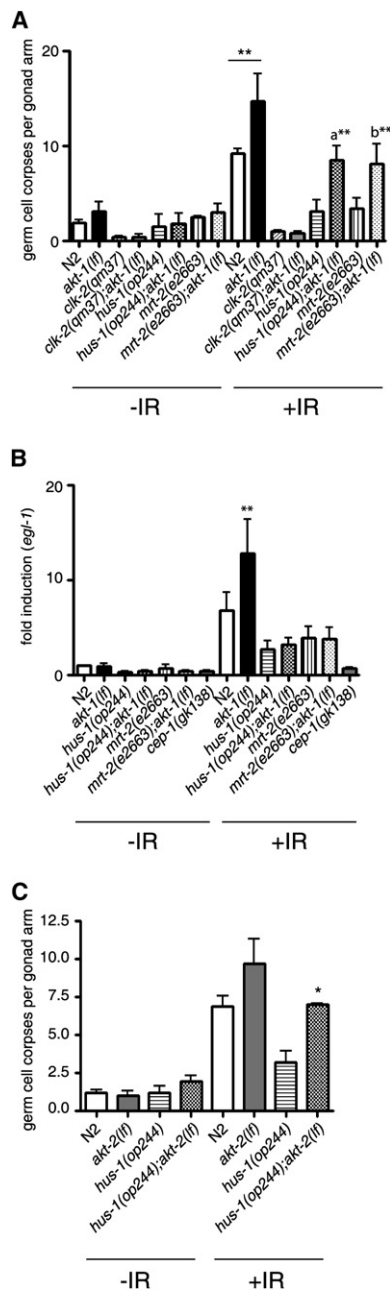 A
germ cell corpses per gonad arm
20
10
0
**
a**
b**
N2
akt-1(lf)
clk-2(qm37)
clk-2(qm37);akt-1(lf)
hus-1(op244)
hus-1(op244);akt-1(lf)
mrt-2(e2663)
mrt-2(e2663);akt-1(lf)
N2
akt-1(lf)
clk-2(qm37)
clk-2(qm37);akt-1(lf)
hus-1(op244)
hus-1(op244);akt-1(lf)
mrt-2(e2663)
mrt-2(e2663);akt-1(lf)
-IR
+IR
B
fold induction (egl-1)
20
10
0
**
N2
akt-1(lf)
hus-1(op244)
hus-1(op244);akt-1(lf)
mrt-2(e2663)
mrt-2(e2663);akt-1(lf)
cep-1(gk138)
N2
akt-1(lf)
hus-1(op244)
hus-1(op244);akt-1(lf)
mrt-2(e2663)
mrt-2(e2663);akt-1(lf)
cep-1(gk138)
-IR
+IR
C
germ cell corpses per gonad arm
12.5
10.0
7.5
5.0
2.5
0.0
*
N2
akt-2(lf)
hus-1(op244)
hus-1(op244);akt-2(lf)
N2
akt-2(lf)
hus-1(op244)
hus-1(op244);akt-2(lf)
-IR
+IR